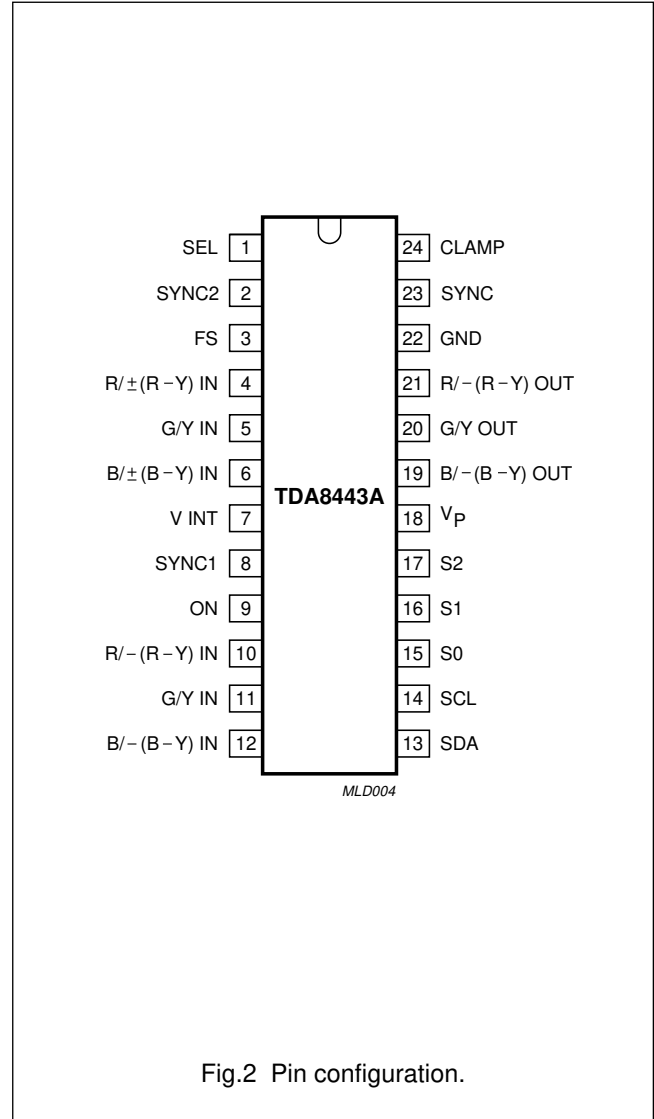 SEL 1
SYNC2 2
FS 3
R/±(R−Y) IN 4
G/Y IN 5
B/±(B−Y) IN 6
V INT 7
SYNC1 8
ON 9
R/−(R−Y) IN 10
G/Y IN 11
B/−(B−Y) IN 12
TDA8443A
24 CLAMP
23 SYNC
22 GND
21 R/−(R−Y) OUT
20 G/Y OUT
19 B/−(B−Y) OUT
18 VP
17 S2
16 S1
15 S0
14 SCL
13 SDA
MLD004
Fig.2 Pin configuration.